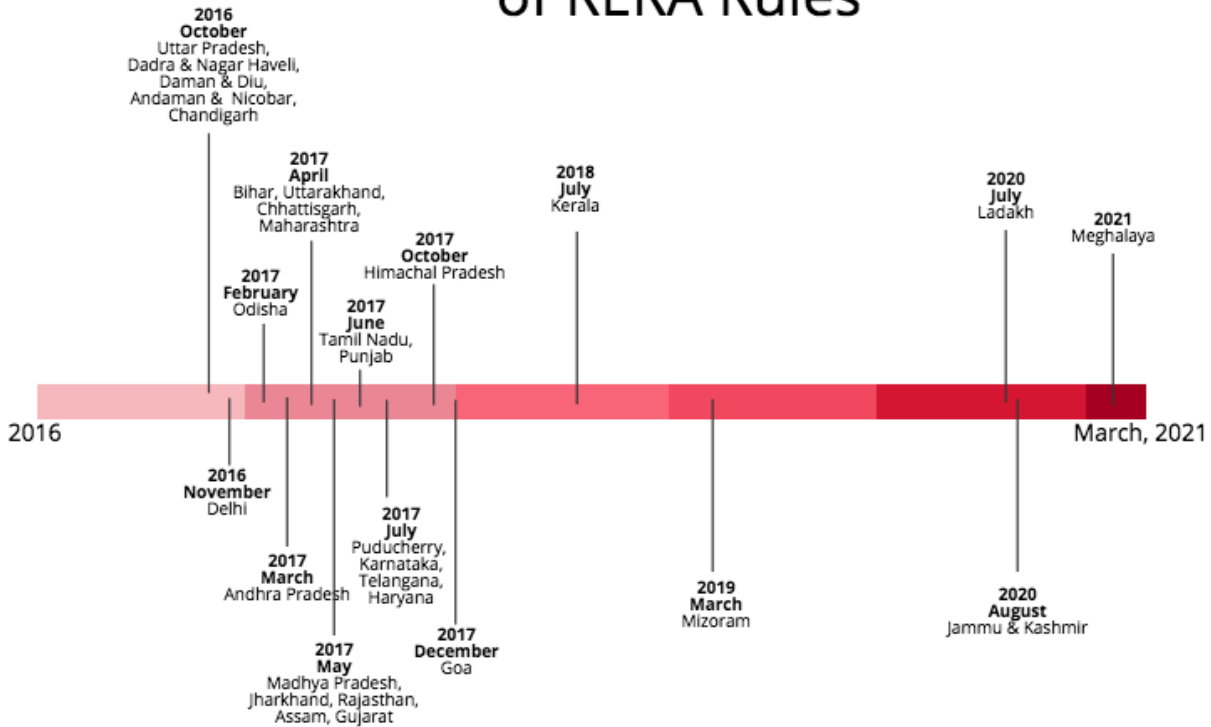 of RERA Rules
2016
October
Uttar Pradesh,
Dadra & Nagar Haveli,
Daman & Diu,
Andaman & Nicobar,
Chandigarh
2017
April
Bihar, Uttarakhand,
Chhattisgarh,
Maharashtra
2018
July
Kerala
2020
July
Ladakh
2021
Meghalaya
2017
October
Himachal Pradesh
2017
February
Odisha
2017
June
Tamil Nadu,
Punjab
2016
March, 2021
2016
November
Delhi
2017
March
Andhra Pradesh
2017
July
Puducherry,
Karnataka,
Telangana,
Haryana
2019
March
Mizoram
2020
August
Jammu & Kashmir
2017
December
Goa
2017
May
Madhya Pradesh,
Jharkhand, Rajasthan,
Assam, Gujarat